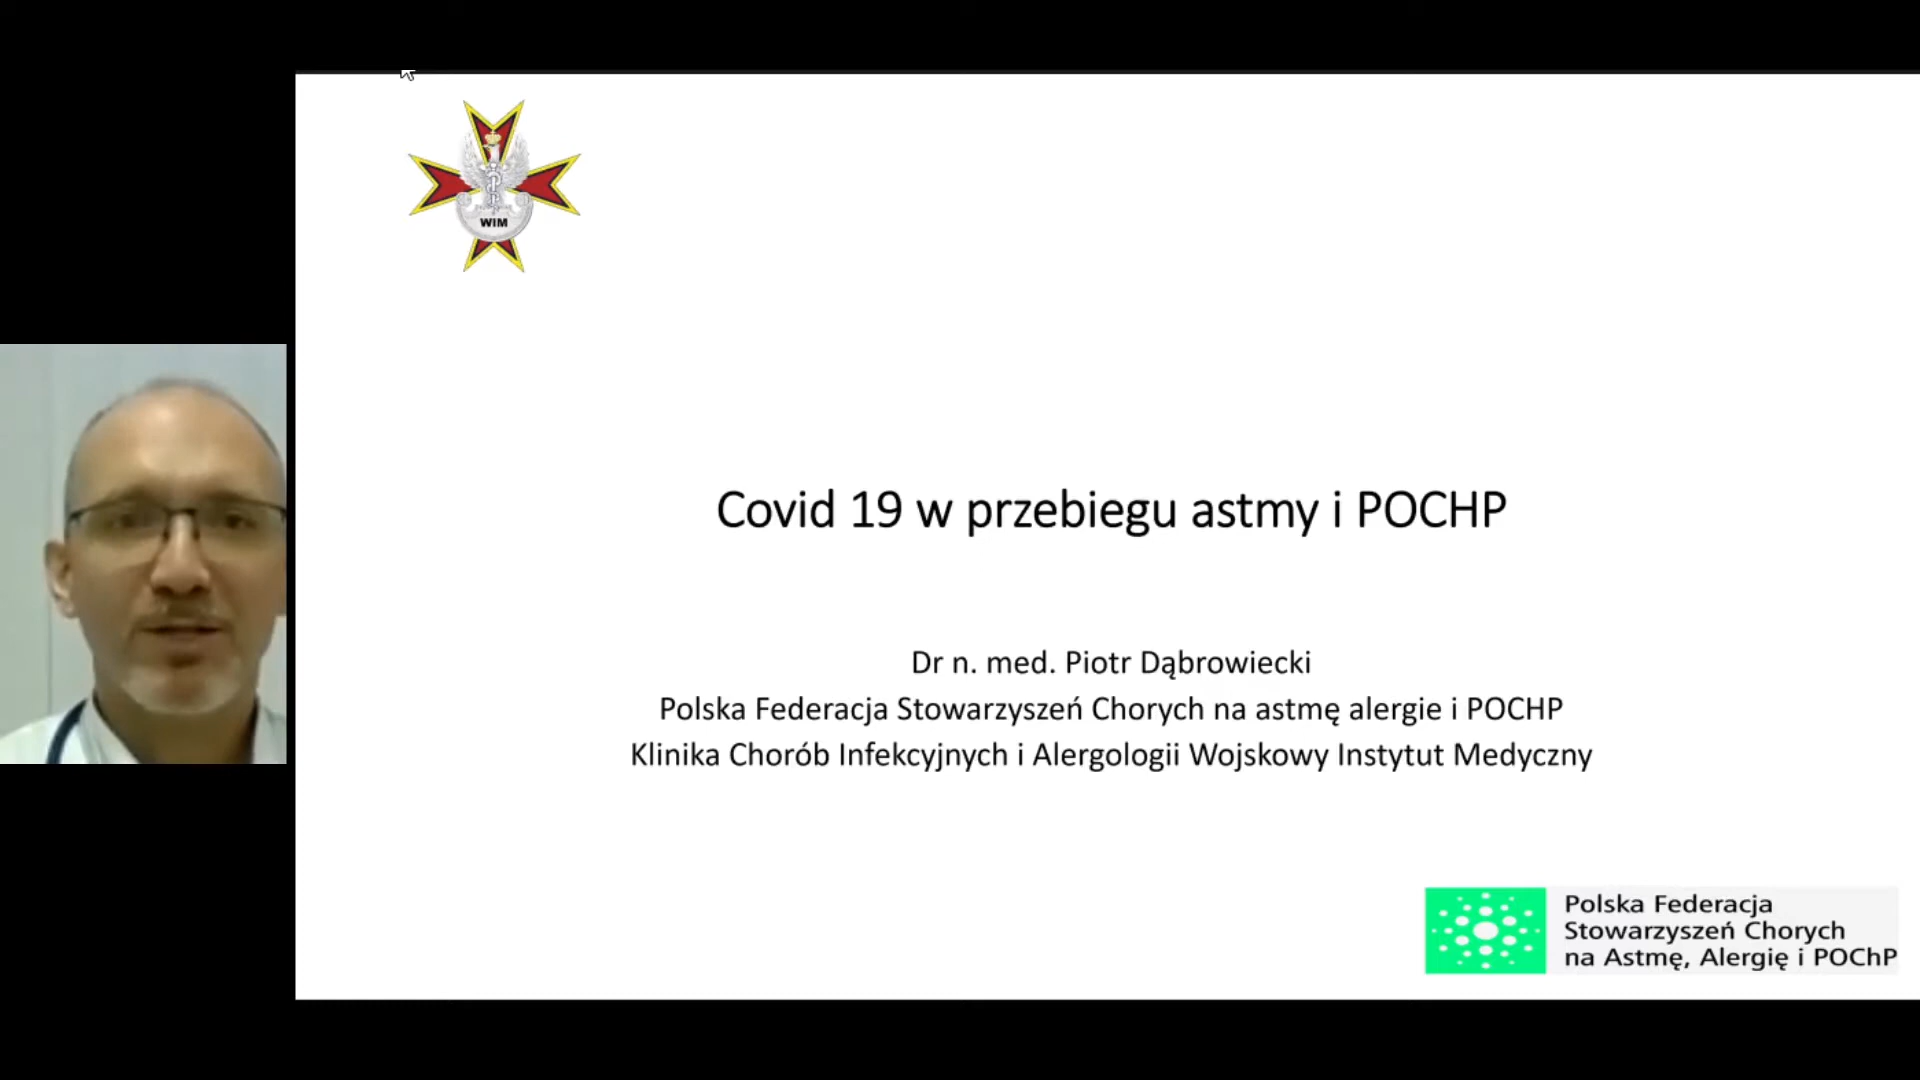 WIM
Covid 19 w przebiegu astmy i POCHP
Dr n. med. Piotr Dąbrowiecki
Polska Federacja Stowarzyszeń Chorych na astmę alergie i POCHP
Klinika Chorób Infekcyjnych i Alergologii Wojskowy Instytut Medyczny
Polska Federacja
Stowarzyszeń Chorych
na Astmę, Alergię i POChP